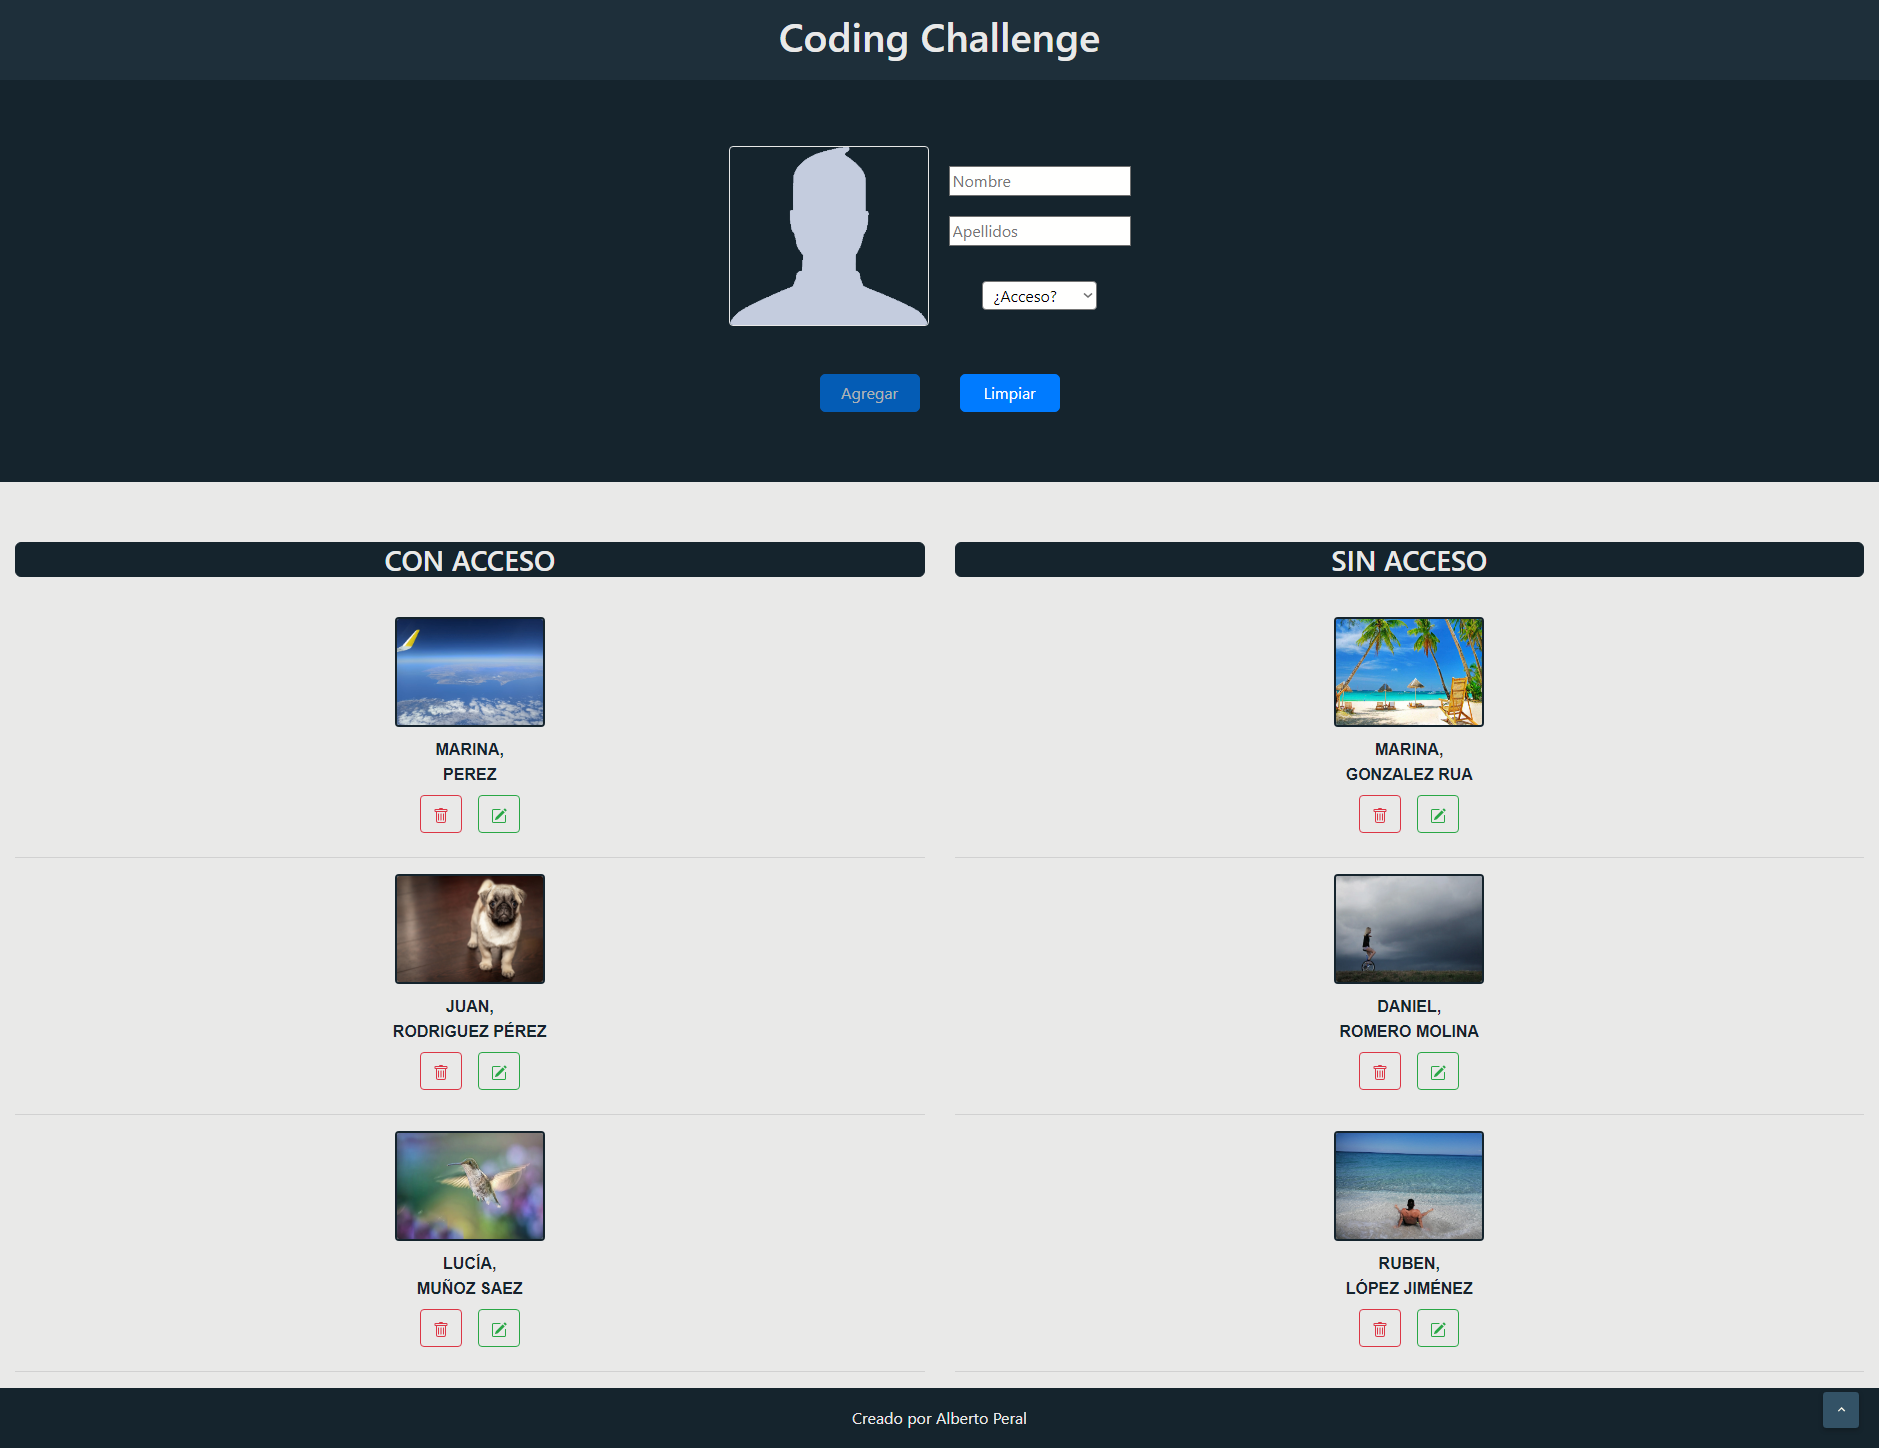 Coding Challenge
Nombre
Apellidos
¿Acceso?
Agregar
Limpiar
CON ACCESO
MARINA,
PEREZ
JUAN,
RODRIGUEZ PÉREZ
LUCÍA,
MUÑOZ SAEZ
SIN ACCESO
MARINA,
GONZALEZ RUA
DANIEL,
ROMERO MOLINA
RUBEN,
LÓPEZ JIMÉNEZ
Creado por Alberto Peral